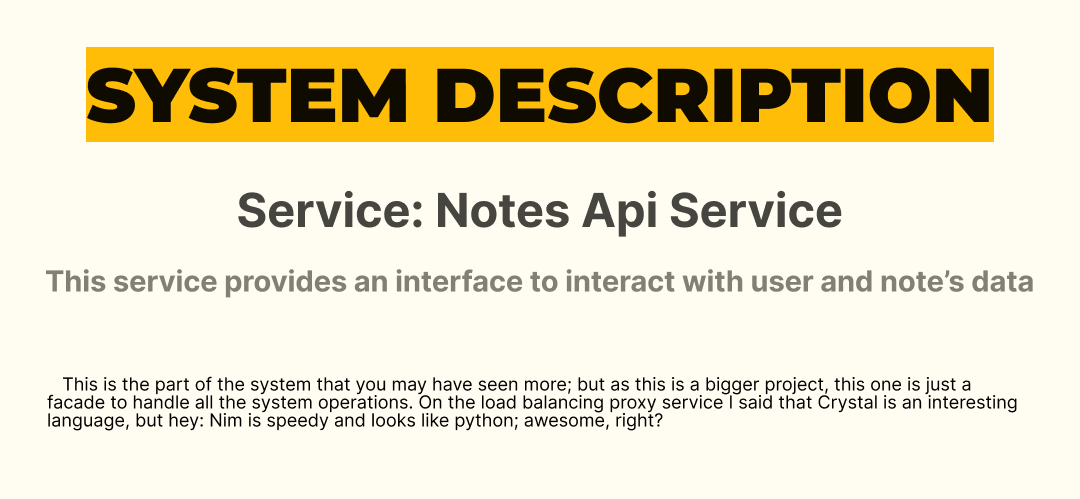 SYSTEM DESCRIPTION
Service: Notes Api Service
This service provides an interface to interact with user and note’s data
This is the part of the system that you may have seen more; but as this is a bigger project, this one is just a
facade to handle all the system operations. On the load balancing proxy service I said that Crystal is an interesting
language, but hey: Nim is speedy and looks like python; awesome, right?